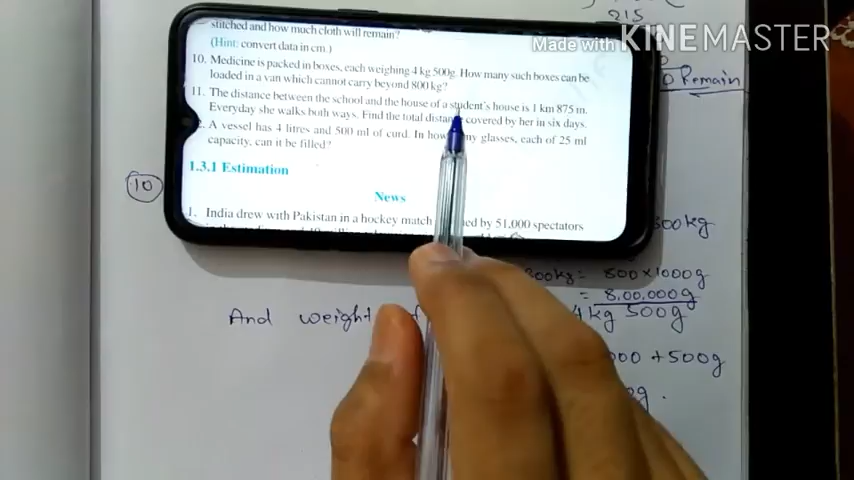 215
Made with KINEMASTER
stitched and how much cloth will remain?
(Hint: convert data in cm.)
Remain
10. Medicine is packed in boxes, each weighing 4 kg 500g. How many such boxes can be
loaded in a van which cannot carry beyond 800 kg?
11. The distance between the school and the house of a student's house is 1 km 875 m.
Everyday she walks both ways. Find the total distance covered by her in six days.
A vessel has 4 litres and 500 ml of curd. In how glasses, each of 25 ml
capacity, can it be filled?
1.3.1 Estimation
10
News
1. India drew with Pakistan in a hockey match by 51,000 spectators
kg
800kg = 800 × 1000g
= 8,00,000g
And weight 4 kg 500g
+ 500g